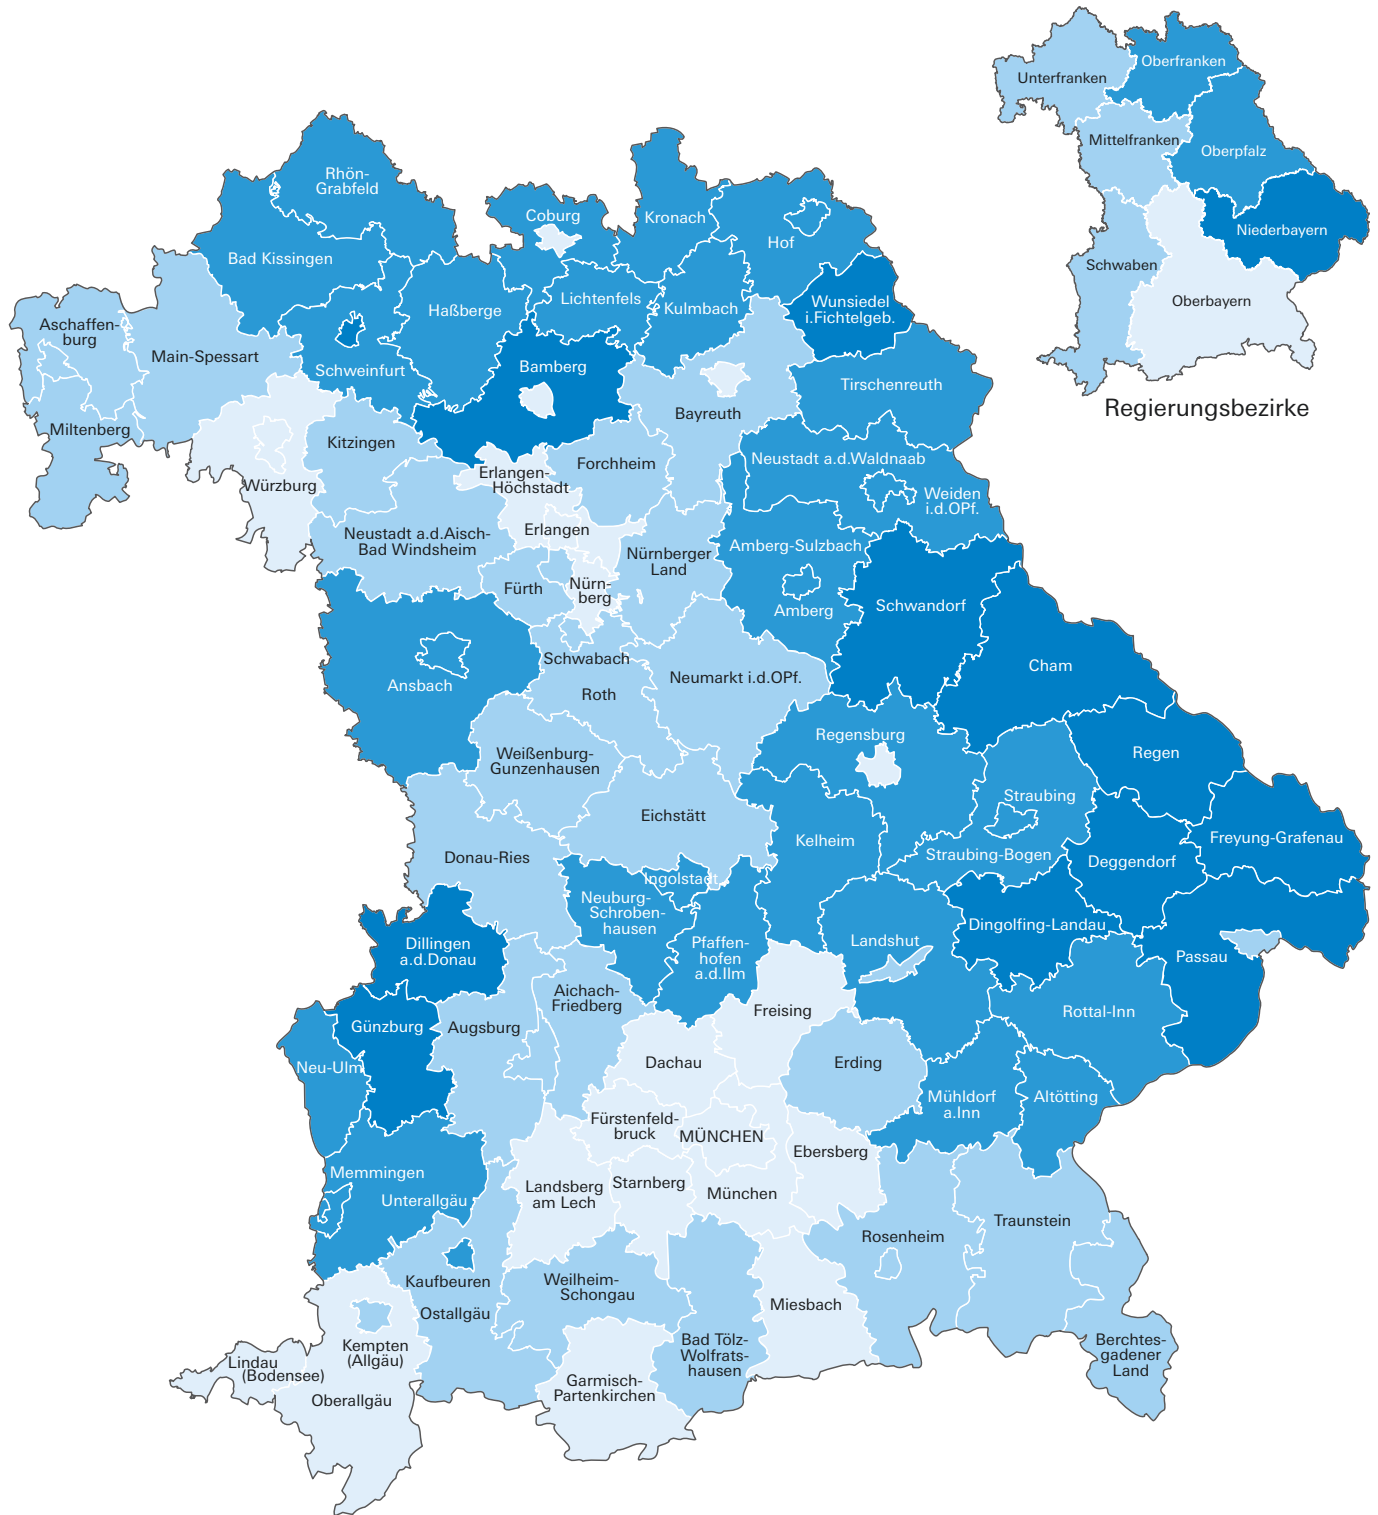 Unterfranken
Oberfranken
Mittelfranken
Oberpfalz
Niederbayern
Schwaben
Oberbayern
Regierungsbezirke
Rhön-
Grabfeld
Coburg
Kronach
Hof
Bad Kissingen
Lichtenfels
Haßberge
Kulmbach
Wunsiedel
i.Fichtelgeb.
Aschaffen-
burg
Main-Spessart
Schweinfurt
Bamberg
Tirschenreuth
Bayreuth
Miltenberg
Kitzingen
Forchheim
Neustadt a.d.Waldnaab
Würzburg
Erlangen-
Höchstadt
Weiden
i.d.OPf.
Erlangen
Neustadt a.d.Aisch-
Bad Windsheim
Nürnberger
Land
Amberg-Sulzbach
Fürth
Nürn-
berg
Amberg
Schwandorf
Schwabach
Cham
Ansbach
Roth
Neumarkt i.d.OPf.
Regensburg
Regen
Weißenburg-
Gunzenhausen
Straubing
Eichstätt
Kelheim
Freyung-Grafenau
Donau-Ries
Straubing-Bogen
Deggendorf
Ingolstadt
Neuburg-
Schroben-
hausen
Dingolfing-Landau
Dillingen
a.d.Donau
Pfaffen-
hofen
a.d.Ilm
Landshut
Passau
Aichach-
Friedberg
Freising
Rottal-Inn
Günzburg
Augsburg
Neu-Ulm
Dachau
Erding
Mühldorf
a.Inn
Altötting
Fürstenfeld-
bruck
MÜNCHEN
Ebersberg
Memmingen
Unterallgäu
Landsberg
am Lech
Starnberg
München
Rosenheim
Traunstein
Kaufbeuren
Ostallgäu
Weilheim-
Schongau
Miesbach
Kempten
(Allgäu)
Bad Tölz-
Wolfrats-
hausen
Berchtes-
gadener
Land
Lindau
(Bodensee)
Oberallgäu
Garmisch-
Partenkirchen